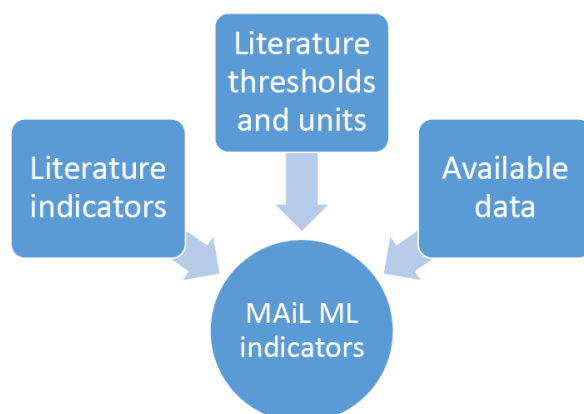 Literature
thresholds
and units
Literature
indicators
Available
data
MAiL ML
indicators